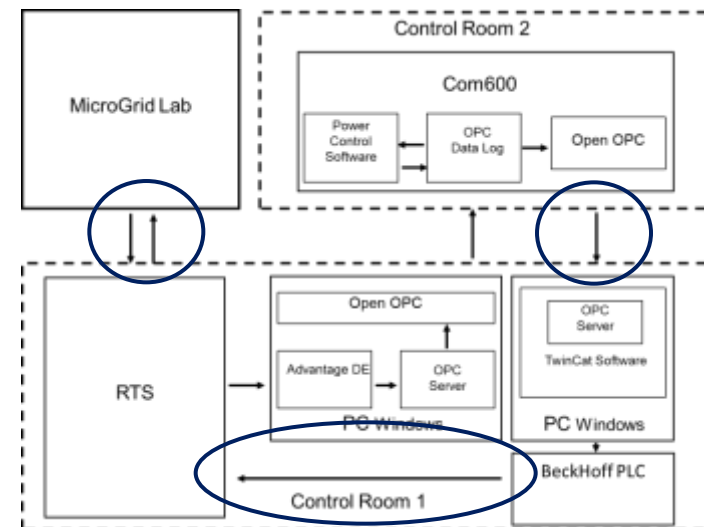 Control Room 2
MicroGrid Lab
Com600
Power
Control
Software
OPC
Data Log
Open OPC
RTS
Open OPC
Advantage DE
OPC
Server
PC Windows
OPC
Server
TwinCat Software
PC Windows
BeckHoff PLC
Control Room 1